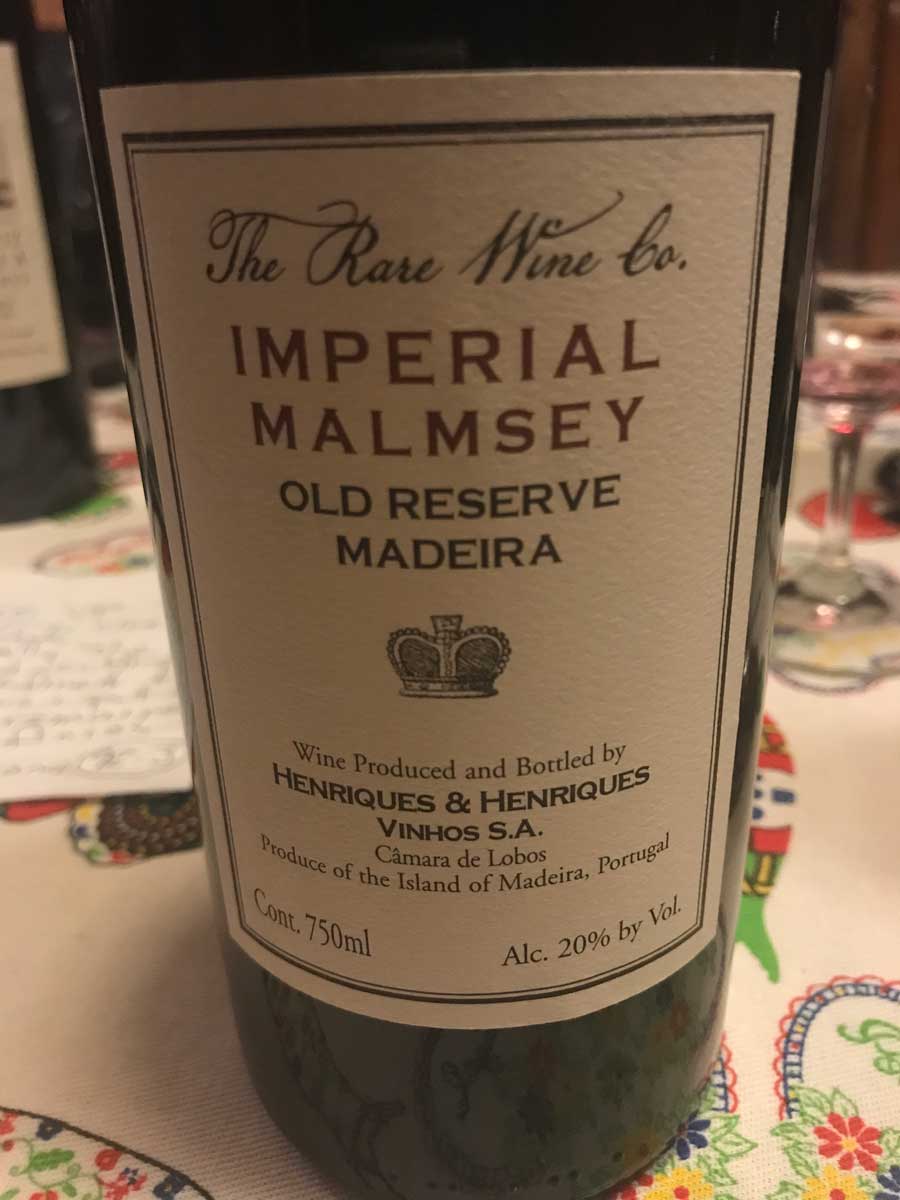 The Rare Wine Co.
IMPERIAL
MALMSEY
OLD RESERVE
MADEIRA
Wine Produced and Bottled by
HENRIQUES & HENRIQUES
VINHOS S.A.
Câmara de Lobos
Produce of the Island of Madeira, Portugal
Cont. 750ml
Alc. 20% by Vol.